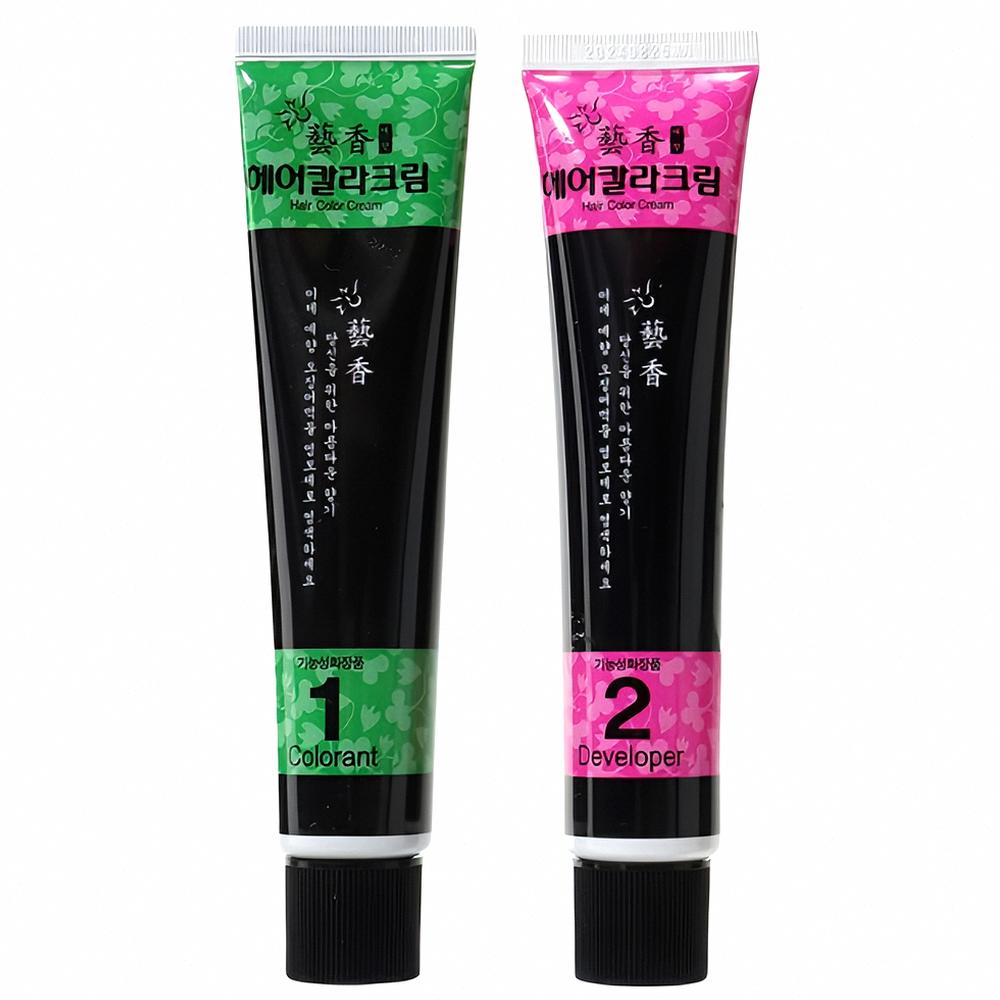 藝香
헤어칼라크림
Hair Color Cream
藝香
당신을 위한 아름다운 향기
이제 예향 오징어먹물 염모제로 염색하세요
기능성화장품
1
Colorant
20240825
藝香
헤어칼라크림
Hair Color Cream
藝香
당신을 위한 아름다운 향기
이제 예향 오징어먹물 염모제로 염색하세요
기능성화장품
2
Developer